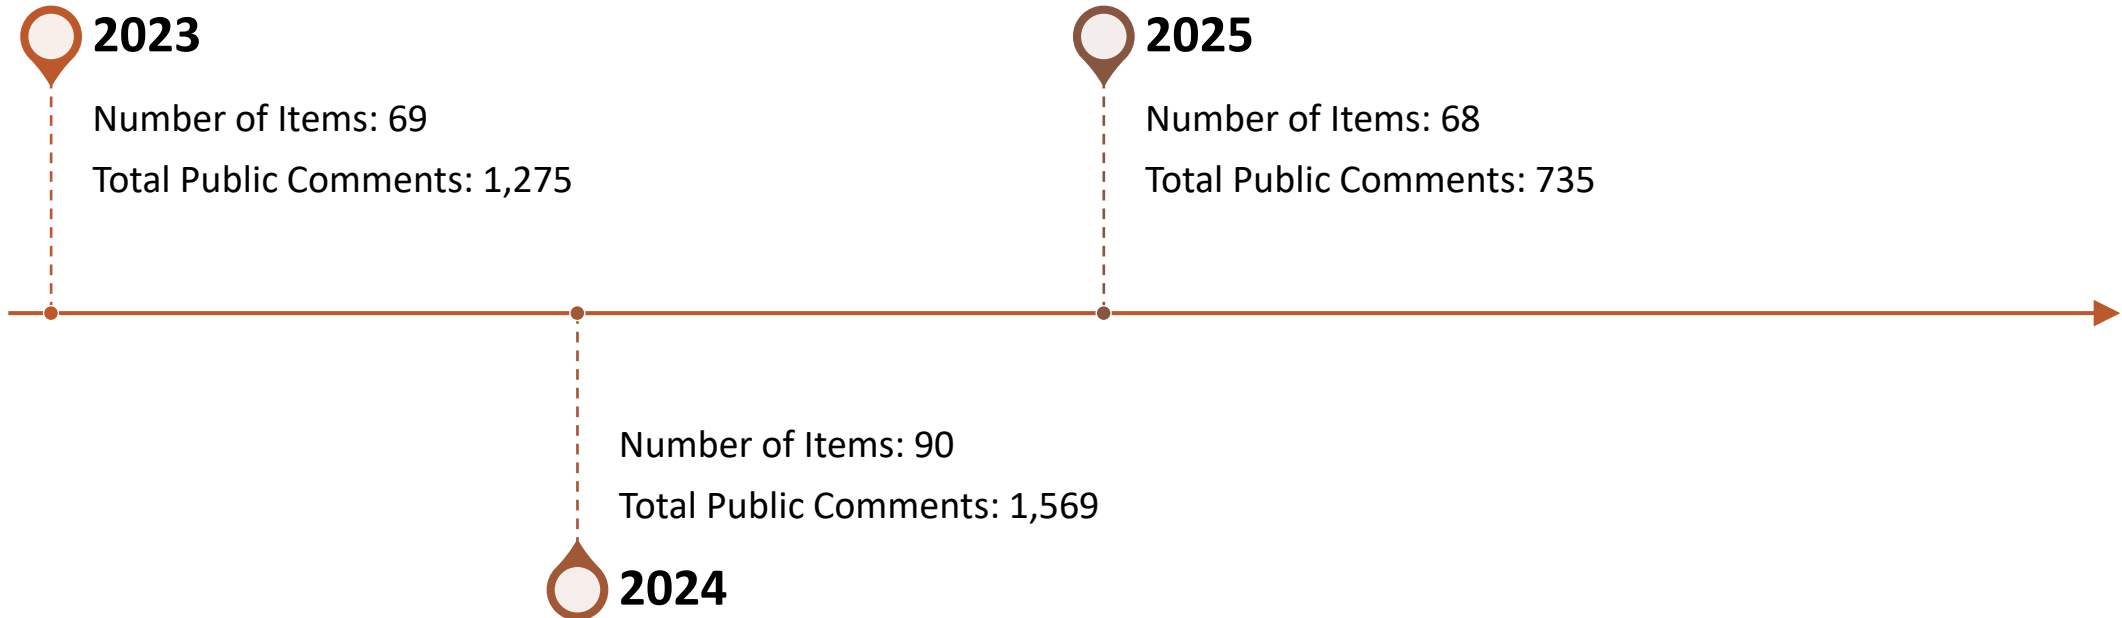 2023
Number of Items: 69
Total Public Comments: 1,275
2025
Number of Items: 68
Total Public Comments: 735
Number of Items: 90
Total Public Comments: 1,569
2024